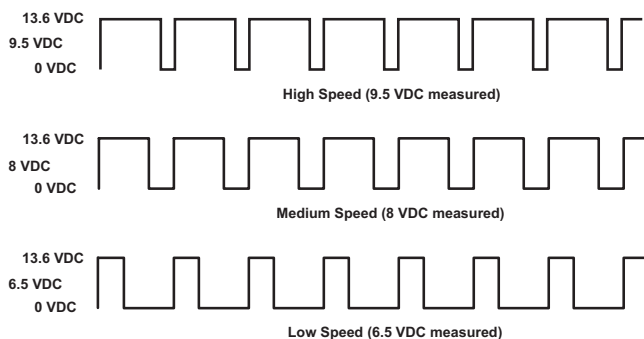 13.6 VDC
9.5 VDC
0 VDC
High Speed (9.5 VDC measured)
13.6 VDC
8 VDC
0 VDC
Medium Speed (8 VDC measured)
13.6 VDC
6.5 VDC
0 VDC
Low Speed (6.5 VDC measured)